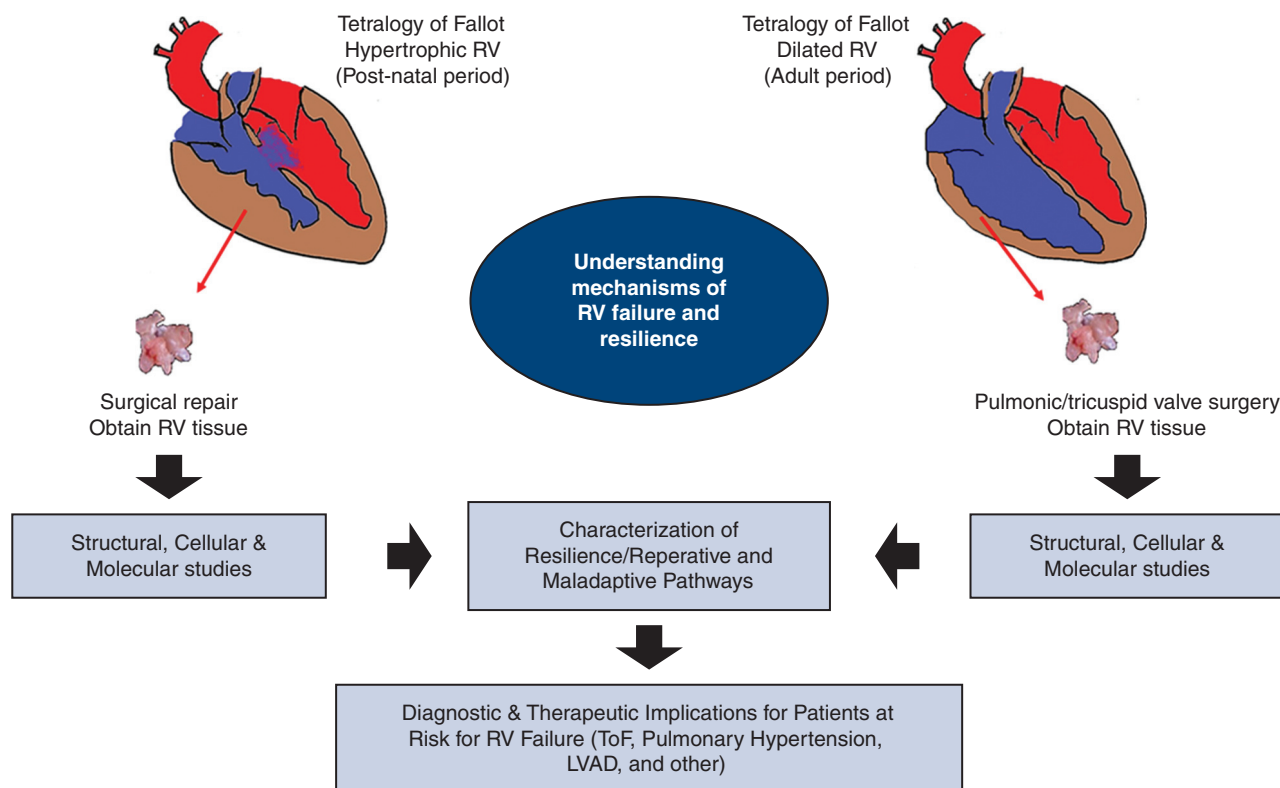 Tetralogy of Fallot
Hypertrophic RV
(Post-natal period)
Tetralogy of Fallot
Dilated RV
(Adult period)
Understanding
mechanisms of
RV failure and
resilience
Surgical repair
Obtain RV tissue
Pulmonic/tricuspid valve surgery
Obtain RV tissue
Structural, Cellular &
Molecular studies
Characterization of
Resilience/Reperative and
Maladaptive Pathways
Structural, Cellular &
Molecular studies
Diagnostic & Therapeutic Implications for Patients at
Risk for RV Failure (ToF, Pulmonary Hypertension,
LVAD, and other)